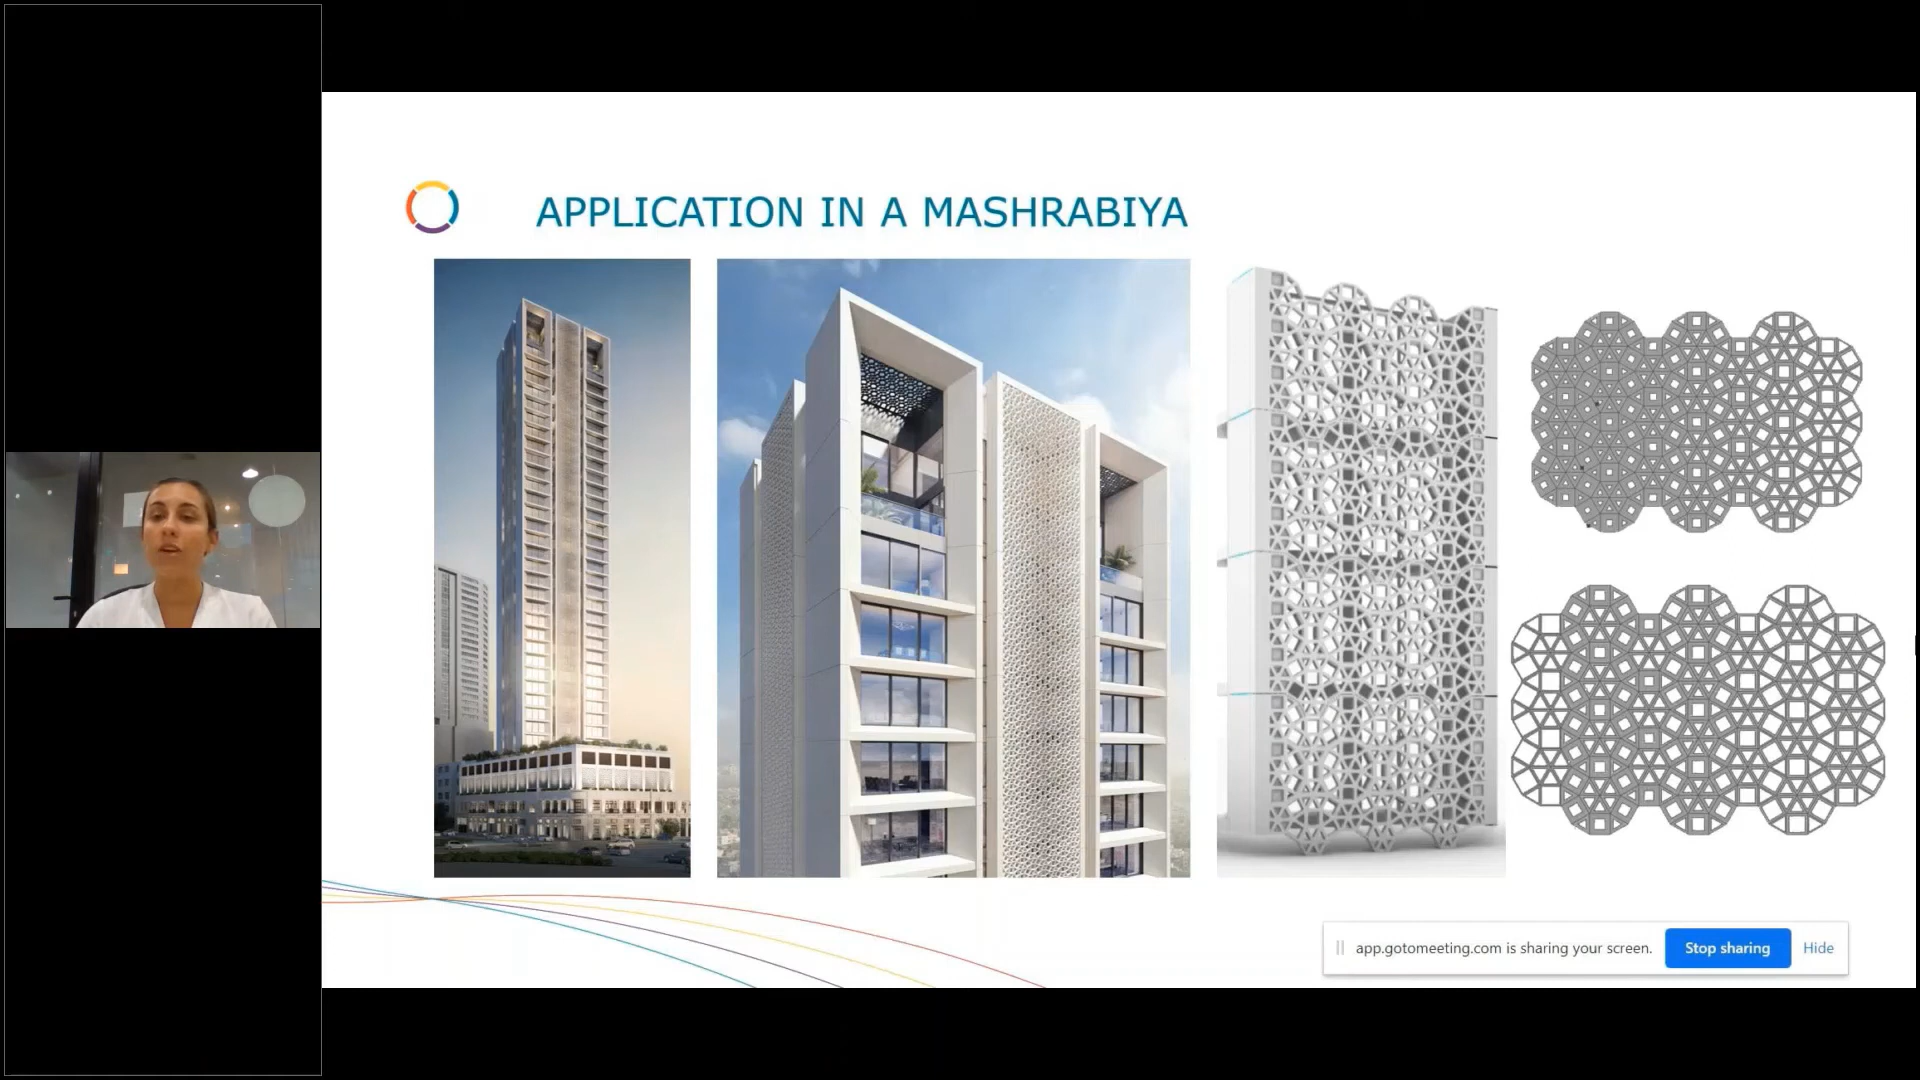 APPLICATION IN A MASHRABIYA
app.gotomeeting.com is sharing your screen.
Stop sharing
Hide